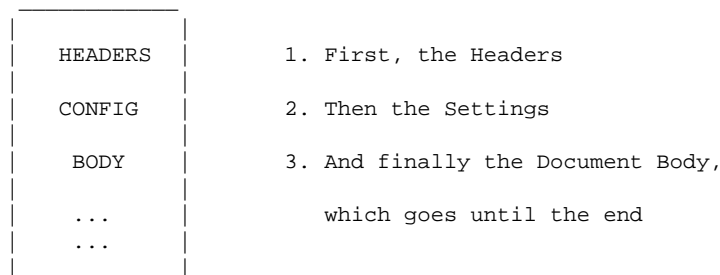 HEADERS 1. First, the Headers
CONFIG 2. Then the Settings
BODY 3. And finally the Document Body,
... which goes until the end
...